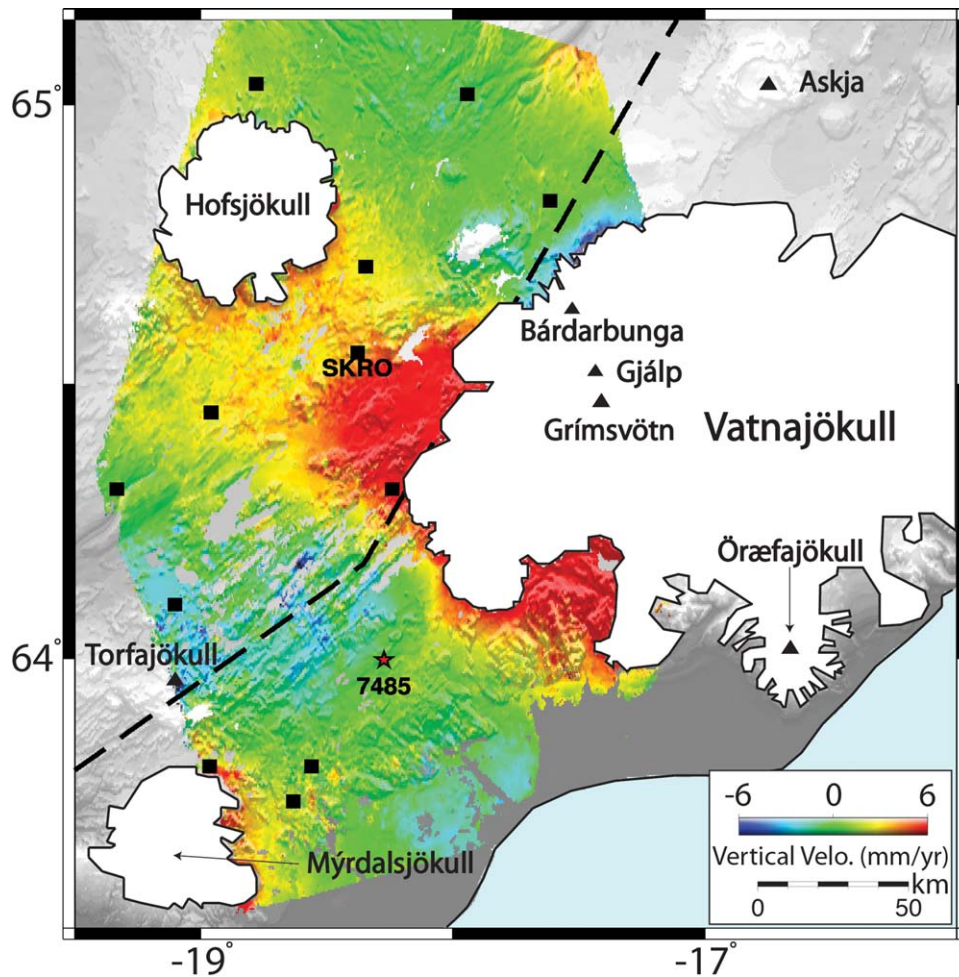 65°
Askja
Hofsjökull
Bárdarbunga
SKRO
Gjálp
Grímsvötn
Vatnajökull
Öræfajökull
64°
Torfajökull
7485
-6 0 6
Vertical Velo. (mm/yr)
km
0 50
Mýrdalsjökull
-19° -17°